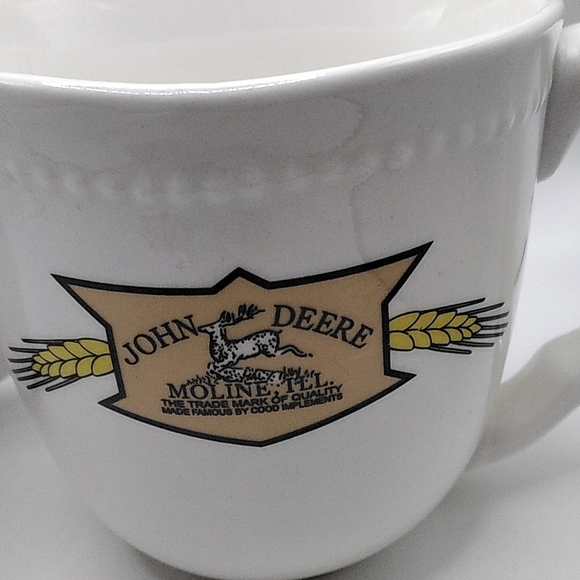 JOHN DEERE
MOLINE, ILL.
THE TRADE MARK OF QUALITY
MADE FAMOUS BY GOOD IMPLEMENTS